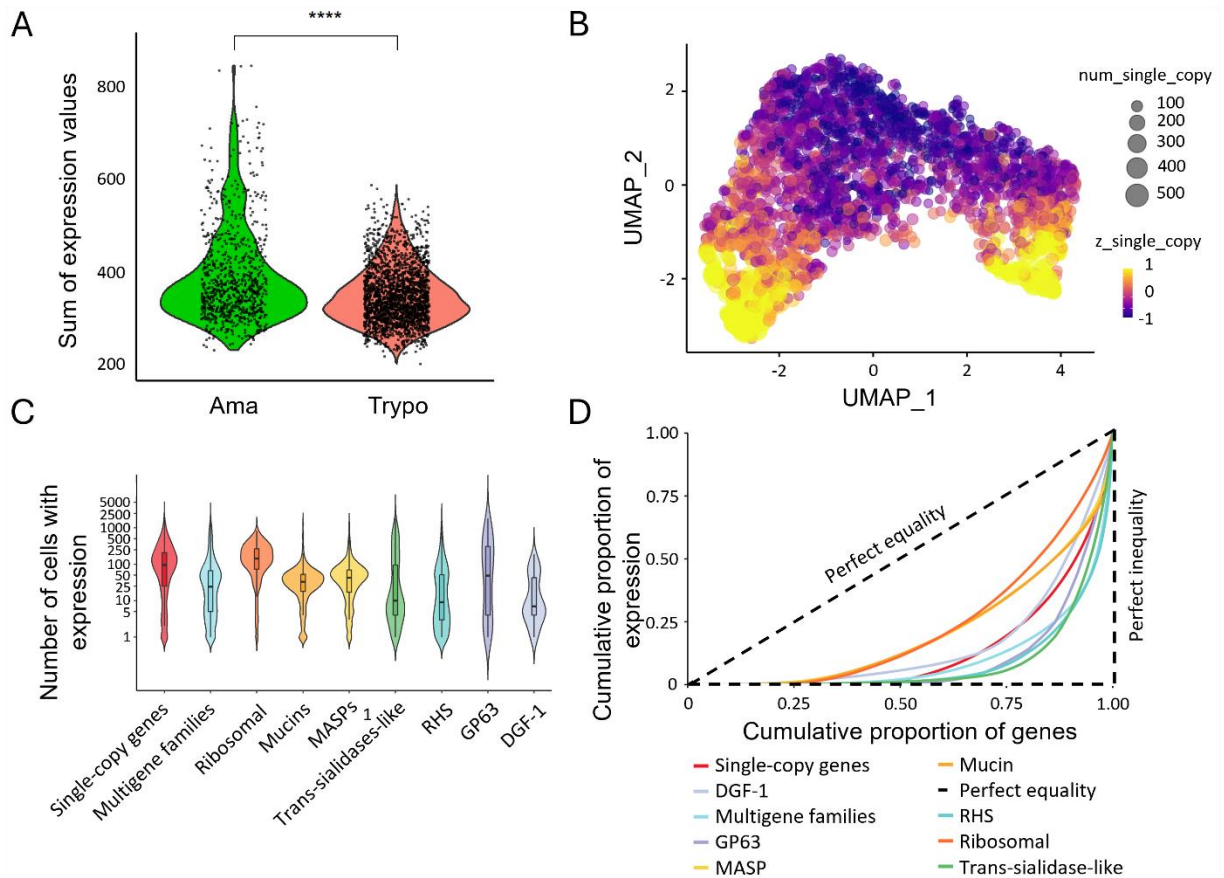 A
****
Sum of expression values
800
600
400
200
Ama
Trypo
B
UMAP_2
2
0
-2
-2
0
2
4
UMAP_1
num_single_copy
100
200
300
400
500
z_single_copy
1
0
-1
C
Number of cells with
expression
5000
2500
1000
500
250
100
50
25
10
5
1
Single-copy genes
Multigene families
Ribosomal
Mucins
MASPs
1
Trans-sialidases-like
RHS
GP63
DGF-1
D
Cumulative proportion of
expression
1.00
0.75
0.50
0.25
0
0
0.25
0.50
0.75
1.00
Perfect equality
Perfect inequality
Cumulative proportion of genes
Single-copy genes
DGF-1
Multigene families
GP63
MASP
Mucin
Perfect equality
RHS
Ribosomal
Trans-sialidase-like